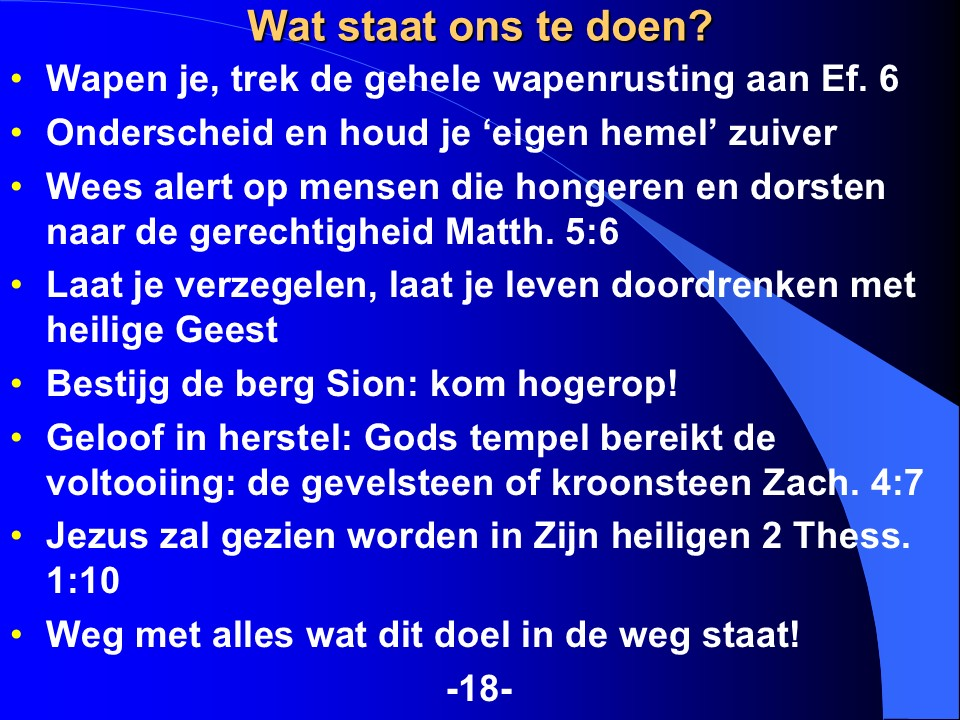 Wat staat ons te doen?
• Wapen je, trek de gehele wapenrusting aan Ef. 6
• Onderscheid en houd je ‘eigen hemel’ zuiver
• Wees alert op mensen die hongeren en dorsten
naar de gerechtigheid Matth. 5:6
• Laat je verzegelen, laat je leven doordrenken met
heilige Geest
• Bestijg de berg Sion: kom hogerop!
• Geloof in herstel: Gods tempel bereikt de
voltooiing: de gevelsteen of kroonsteen Zach. 4:7
• Jezus zal gezien worden in Zijn heiligen 2 Thess.
1:10
• Weg met alles wat dit doel in de weg staat!
-18-